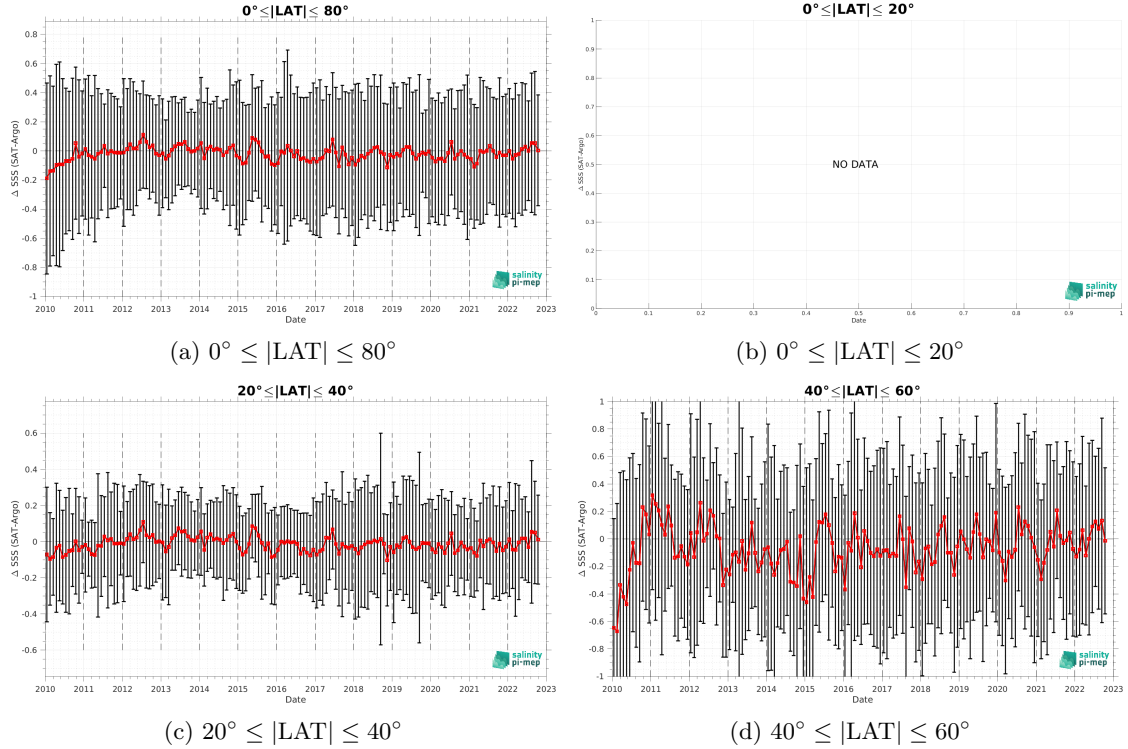 0°≤|LAT|≤ 80°
0.8
0.6
0.4
0.2
0
-0.2
-0.4
-0.6
-0.8
-1
Δ SSS (SAT-Argo)
2010 2011 2012 2013 2014 2015 2016 2017 2018 2019 2020 2021 2022 2023
Date
salinity
pi-mep
(a) 0° ≤ |LAT| ≤ 80°
0°≤|LAT|≤ 20°
1
0.9
0.8
0.7
0.6
0.5
0.4
0.3
0.2
0.1
0
Δ SSS (SAT-Argo)
NO DATA
0 0.1 0.2 0.3 0.4 0.5 0.6 0.7 0.8 0.9 1
Date
salinity
pi-mep
(b) 0° ≤ |LAT| ≤ 20°
20°≤|LAT|≤ 40°
0.6
0.4
0.2
0
-0.2
-0.4
-0.6
Δ SSS (SAT-Argo)
2010 2011 2012 2013 2014 2015 2016 2017 2018 2019 2020 2021 2022 2023
Date
salinity
pi-mep
(c) 20° ≤ |LAT| ≤ 40°
40°≤|LAT|≤ 60°
1
0.8
0.6
0.4
0.2
0
-0.2
-0.4
-0.6
-0.8
-1
Δ SSS (SAT-Argo)
2010 2011 2012 2013 2014 2015 2016 2017 2018 2019 2020 2021 2022 2023
Date
salinity
pi-mep
(d) 40° ≤ |LAT| ≤ 60°